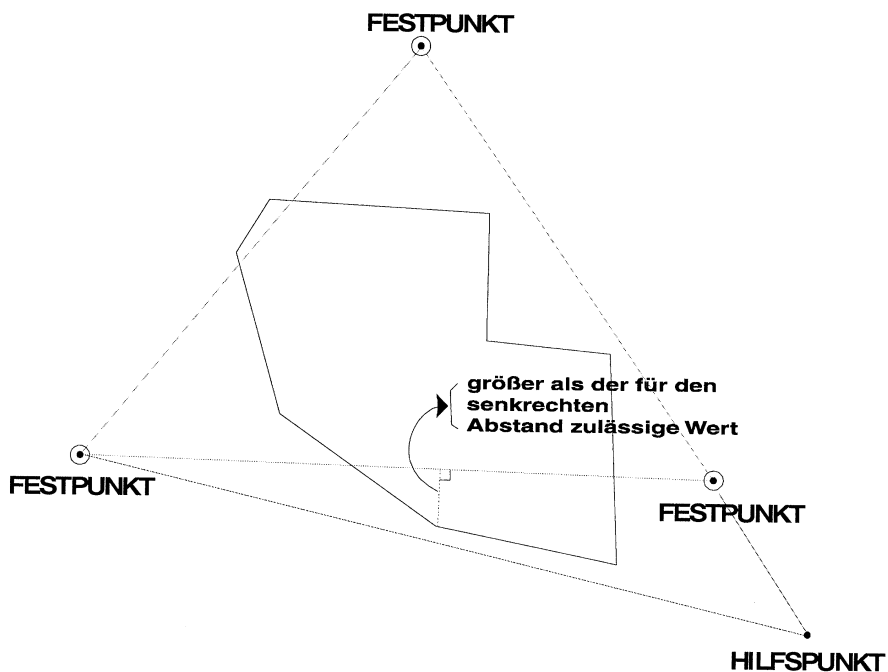 FESTPUNKT
größer als der für den
senkrechten
Abstand zulässige Wert
FESTPUNKT
FESTPUNKT
HILFSPUNKT